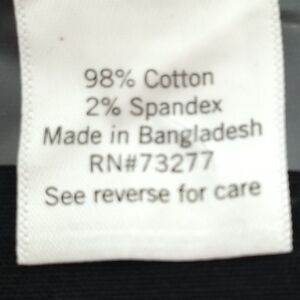 98% Cotton
2% Spandex
Made in Bangladesh
RN#73277
See reverse for care